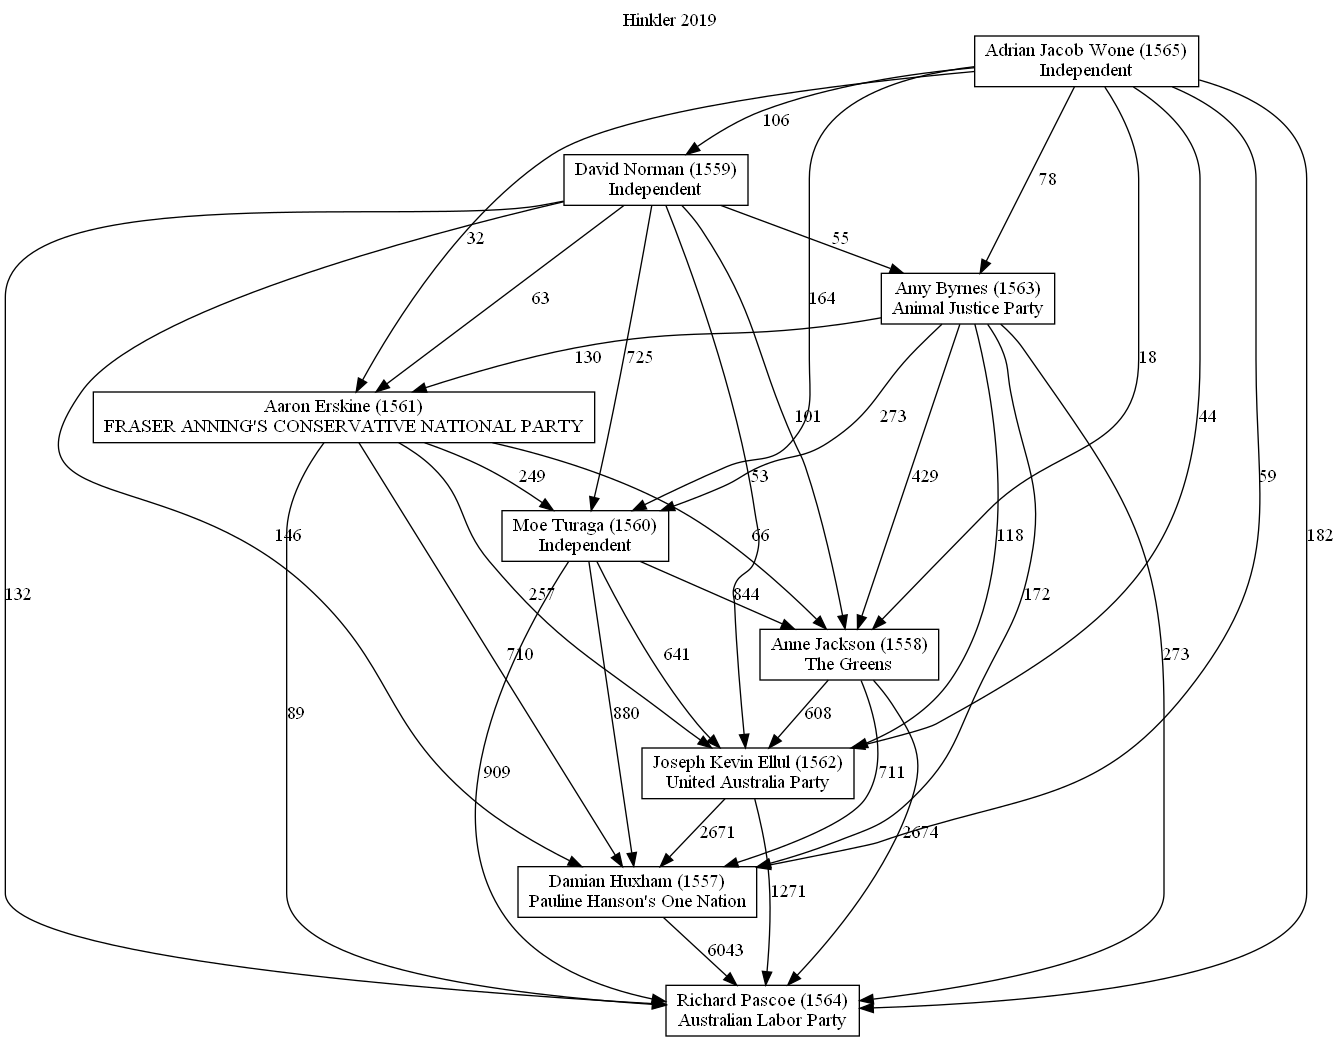 Hinkler 2019
Adrian Jacob Wone (1565)
Independent
106
David Norman (1559)
Independent
78
32
55
63
164
Amy Byrnes (1563)
Animal Justice Party
130
725
18
Aaron Erskine (1561)
FRASER ANNING'S CONSERVATIVE NATIONAL PARTY
101
273
44
249
53
429
59
146
Moe Turaga (1560)
Independent
66
118
182
132
257
844
172
710
641
Anne Jackson (1558)
The Greens
273
89
880
608
909
Joseph Kevin Ellul (1562)
United Australia Party
711
2671
2674
Damian Huxham (1557)
Pauline Hanson's One Nation
1271
6043
Richard Pascoe (1564)
Australian Labor Party